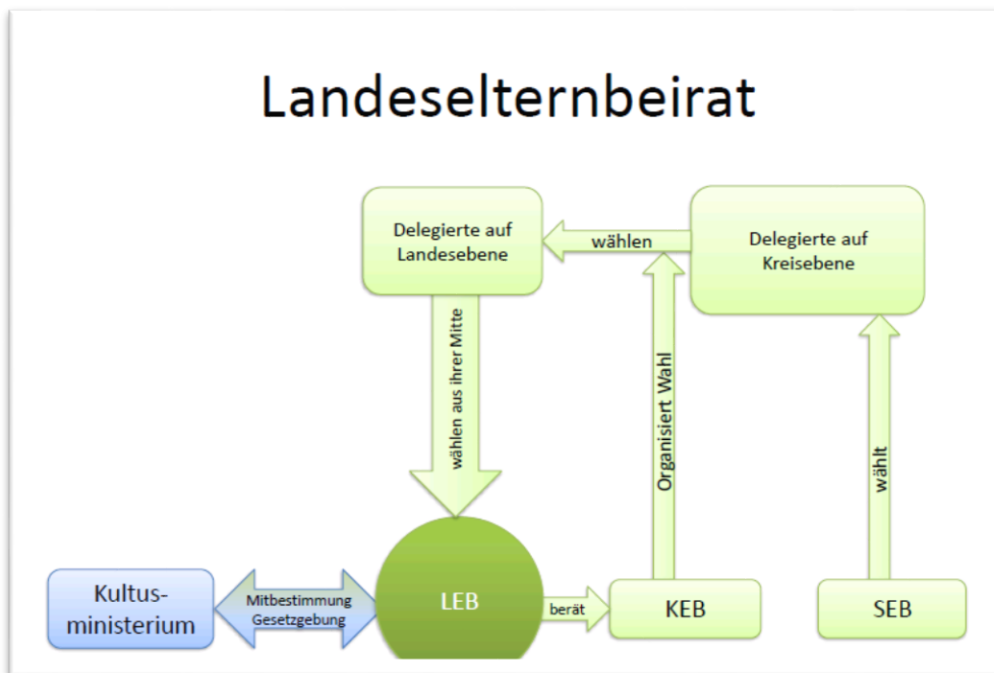 Landeselternbeirat
Delegierte auf
Landesebene
wählen
Delegierte auf
Kreisebene
wählen aus ihrer Mitte
Organisiert Wahl
wählt
Kultus-
ministerium
Mitbestimmung
Gesetzgebung
LEB
berät
KEB
SEB